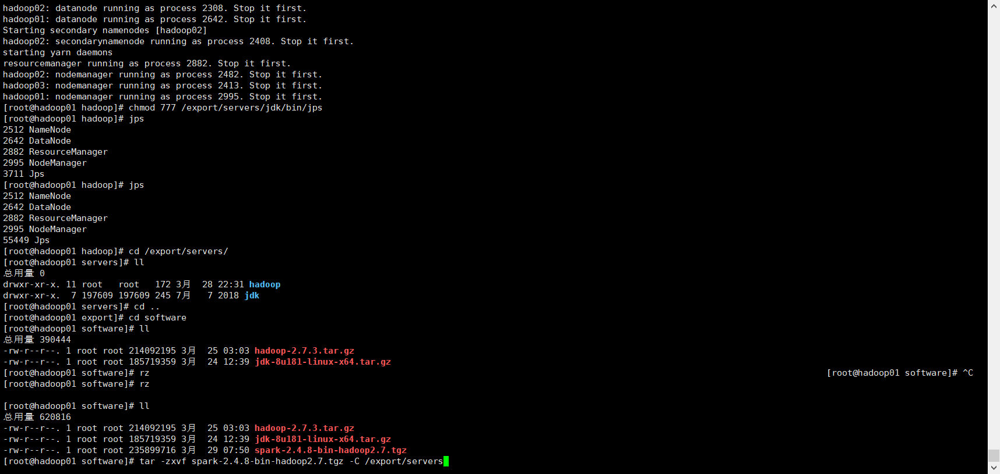 hadoop02: datanode running as process 2308. Stop it first.
hadoop01: datanode running as process 2642. Stop it first.
Starting secondary namenodes [hadoop02]
hadoop02: secondarynamenode running as process 2408. Stop it first.
starting yarn daemons
resourcemanager running as process 2882. Stop it first.
hadoop02: nodemanager running as process 2482. Stop it first.
hadoop03: nodemanager running as process 2413. Stop it first.
hadoop01: nodemanager running as process 2995. Stop it first.
[root@hadoop01 hadoop]# chmod 777 /export/servers/jdk/bin/jps
[root@hadoop01 hadoop]# jps
2512 NameNode
2642 DataNode
2882 ResourceManager
2995 NodeManager
3711 Jps
[root@hadoop01 hadoop]# jps
2512 NameNode
2642 DataNode
2882 ResourceManager
2995 NodeManager
55449 Jps
[root@hadoop01 hadoop]# cd /export/servers/
[root@hadoop01 servers]# ll
总用量 0
drwxr-xr-x. 11 root   root   172 3月  28 22:31 hadoop
drwxr-xr-x.  7 197609 197609 245 7月   7 2018 jdk
[root@hadoop01 servers]# cd ..
[root@hadoop01 export]# cd software
[root@hadoop01 software]# ll
总用量 390444
-rw-r--r--. 1 root root 214092195 3月  25 03:03 hadoop-2.7.3.tar.gz
-rw-r--r--. 1 root root 185719359 3月  24 12:39 jdk-8u181-linux-x64.tar.gz
[root@hadoop01 software]# rz [root@hadoop01 software]# ^C
[root@hadoop01 software]# rz
[root@hadoop01 software]# ll
总用量 620816
-rw-r--r--. 1 root root 214092195 3月  25 03:03 hadoop-2.7.3.tar.gz
-rw-r--r--. 1 root root 185719359 3月  24 12:39 jdk-8u181-linux-x64.tar.gz
-rw-r--r--. 1 root root 235899716 3月  29 07:50 spark-2.4.8-bin-hadoop2.7.tgz
[root@hadoop01 software]# tar -zxvf spark-2.4.8-bin-hadoop2.7.tgz -C /export/servers